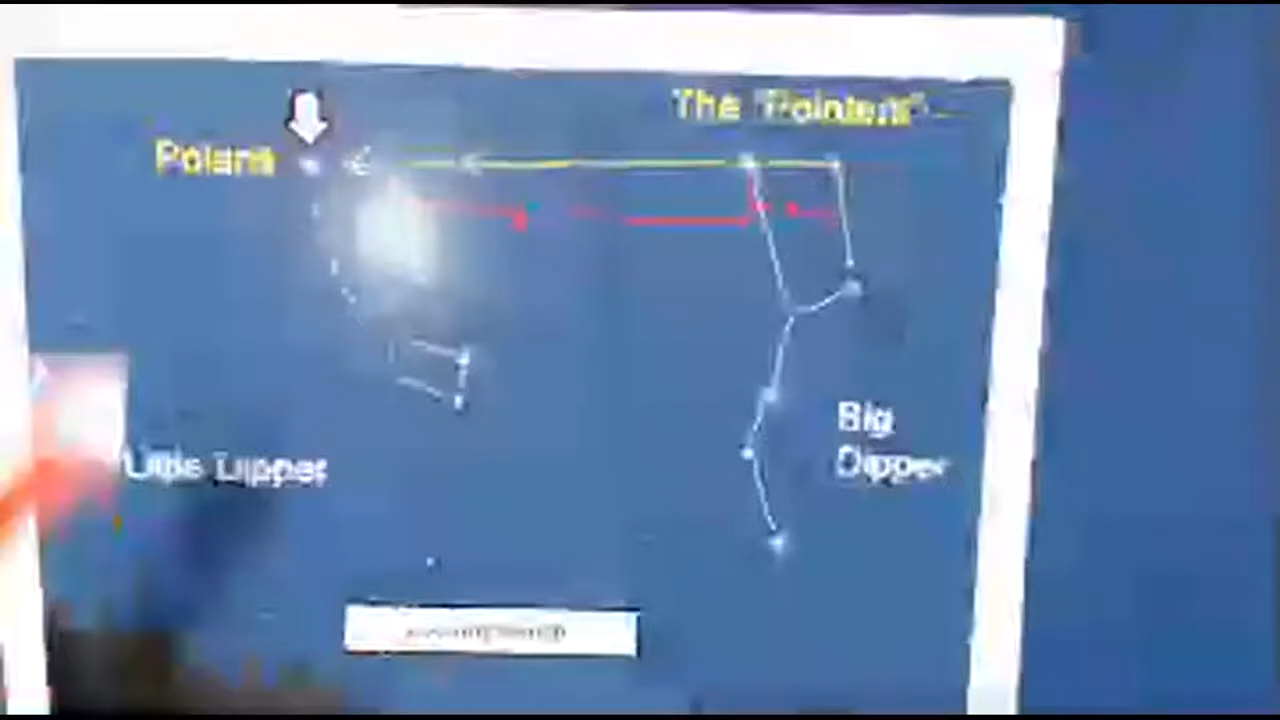 The "Pointers"
Polaris
Big
Dipper
Little Dipper